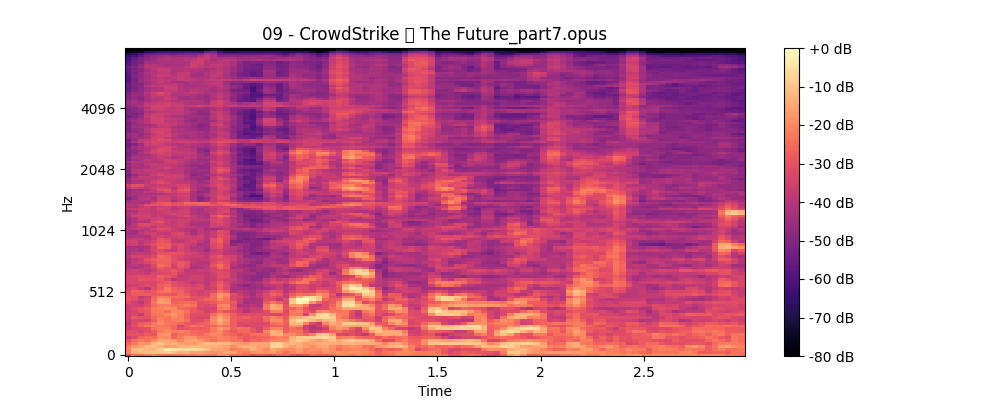 09 - CrowdStrike  The Future_part7.opus
Hz
4096
2048
1024
512
0
0 0.5 1 1.5 2 2.5
Time
+0 dB
-10 dB
-20 dB
-30 dB
-40 dB
-50 dB
-60 dB
-70 dB
-80 dB